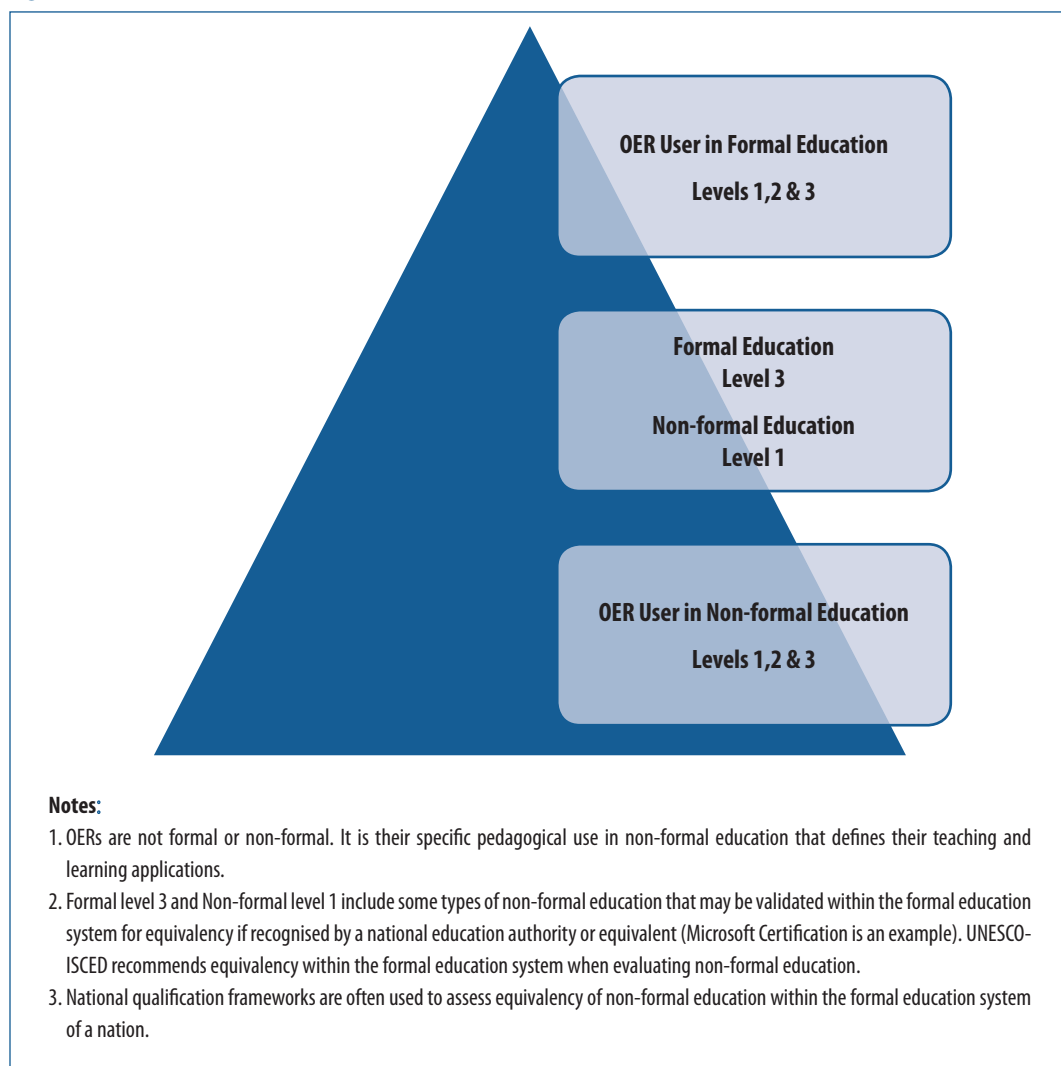 OER User in Formal Education
Levels 1,2 & 3
Formal Education
Level 3
Non-formal Education
Level 1
OER User in Non-formal Education
Levels 1,2 & 3
Notes:
1. OERs are not formal or non-formal. It is their specific pedagogical use in non-formal education that defines their teaching and
learning applications.
2. Formal level 3 and Non-formal level 1 include some types of non-formal education that may be validated within the formal education
system for equivalency if recognised by a national education authority or equivalent (Microsoft Certification is an example). UNESCO-
ISCED recommends equivalency within the formal education system when evaluating non-formal education.
3. National qualification frameworks are often used to assess equivalency of non-formal education within the formal education system
of a nation.